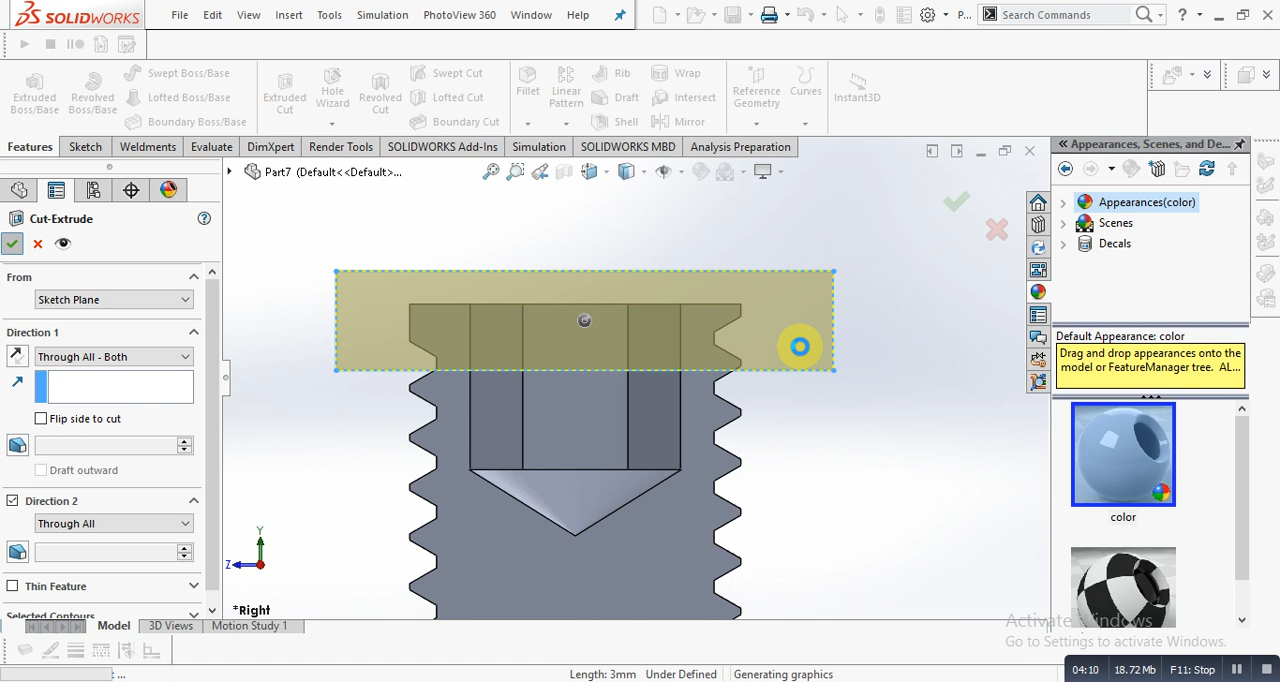 SOLIDWORKS File Edit View Insert Tools Simulation PhotoView 360 Window Help P... Search Commands ?
Extruded Boss/Base
Revolved Boss/Base
Swept Boss/Base
Lofted Boss/Base
Boundary Boss/Base
Extruded Cut
Hole Wizard
Revolved Cut
Swept Cut
Lofted Cut
Boundary Cut
Fillet
Linear Pattern
Rib
Draft
Shell
Wrap
Intersect
Mirror
Reference Geometry
Curves
Instant3D
Features Sketch Weldments Evaluate DimXpert Render Tools SOLIDWORKS Add-Ins Simulation SOLIDWORKS MBD Analysis Preparation
Part7 (Default<<Default>...
Cut-Extrude
From
Sketch Plane
Direction 1
Through All - Both
Flip side to cut
Draft outward
Direction 2
Through All
Thin Feature
Selected Contours
Y
Z
*Right
Model 3D Views Motion Study 1
Appearances, Scenes, and De...
Appearances(color)
Scenes
Decals
Default Appearance: color
Drag and drop appearances onto the
model or FeatureManager tree. AL...
color
Activate Windows
Go to Settings to activate Windows.
: ...
Length: 3mm Under Defined Generating graphics
04:10 18.72 Mb F11: Stop